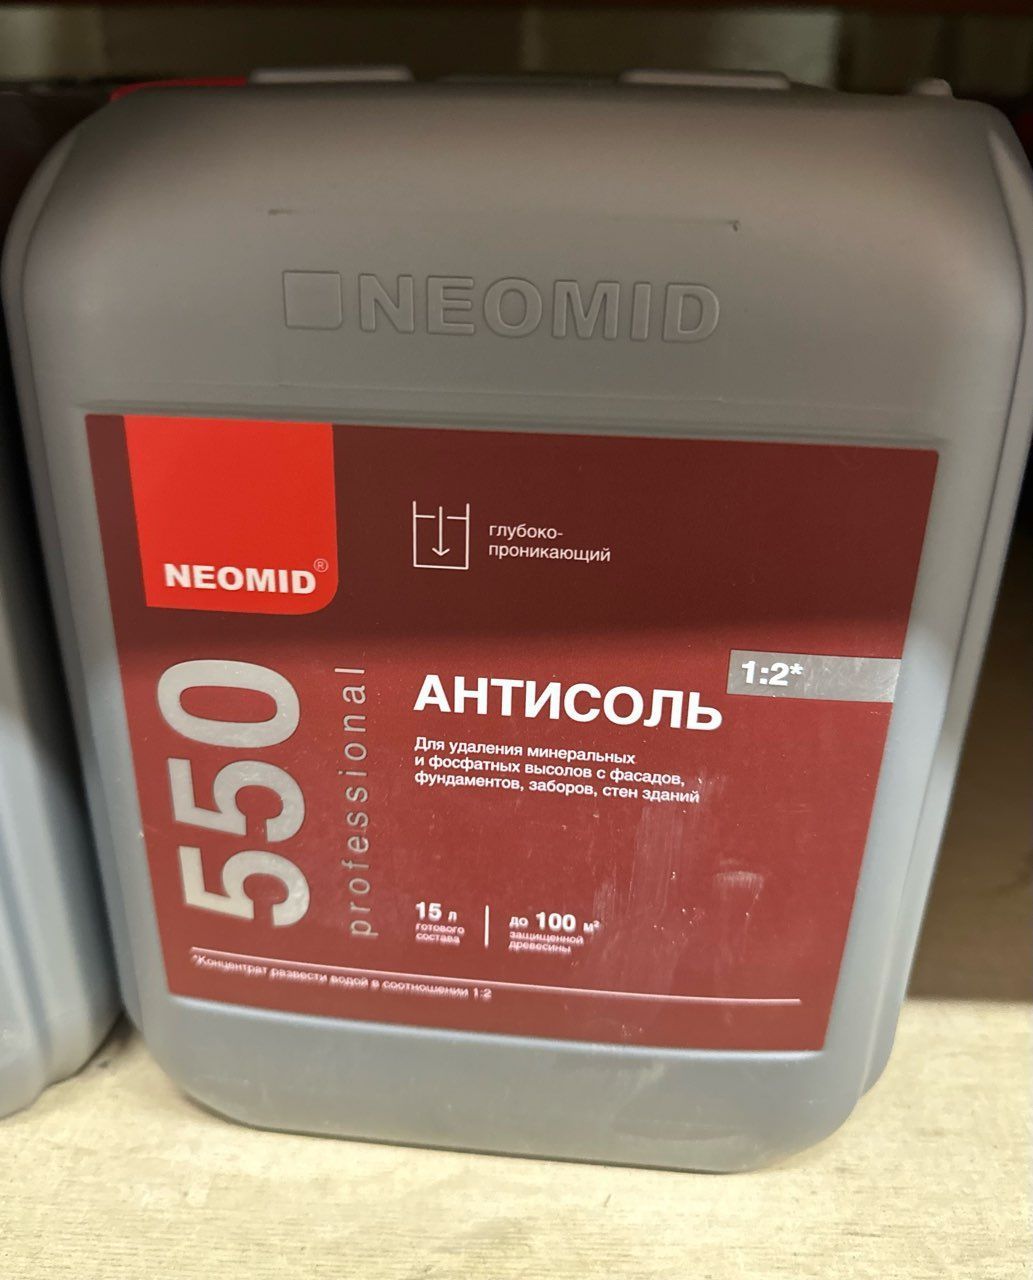 NEOMID
NEOMID®
глубоко-
проникающий
550
professional
1:2*
АНТИСОЛЬ
Для удаления минеральных
и фосфатных высолов с фасадов,
фундаментов, заборов, стен зданий
15 л
готового
состава
до 100 м²
защищенной
древесины
*Концентрат развести водой в соотношении 1:2